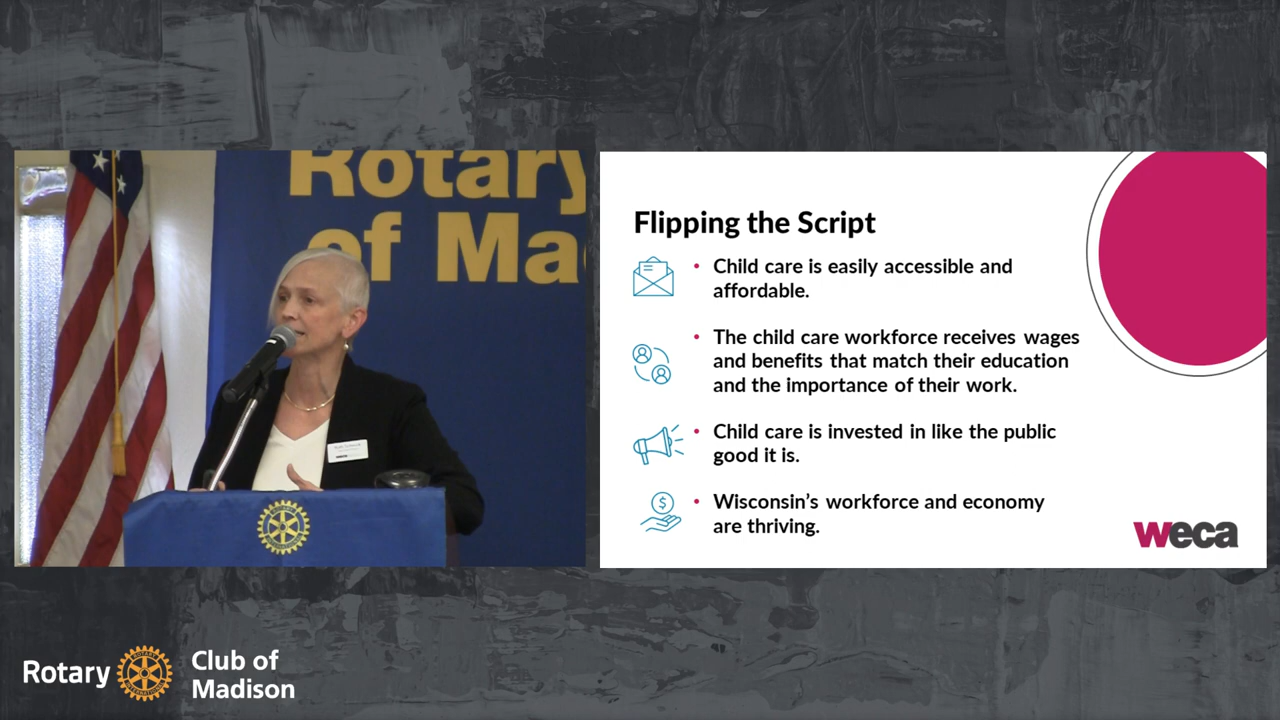 Rotary
of Ma
Flipping the Script
• Child care is easily accessible and
affordable.
• The child care workforce receives wages
and benefits that match their education
and the importance of their work.
• Child care is invested in like the public
good it is.
$
• Wisconsin's workforce and economy
are thriving.
weca
Rotary
Club of
Madison